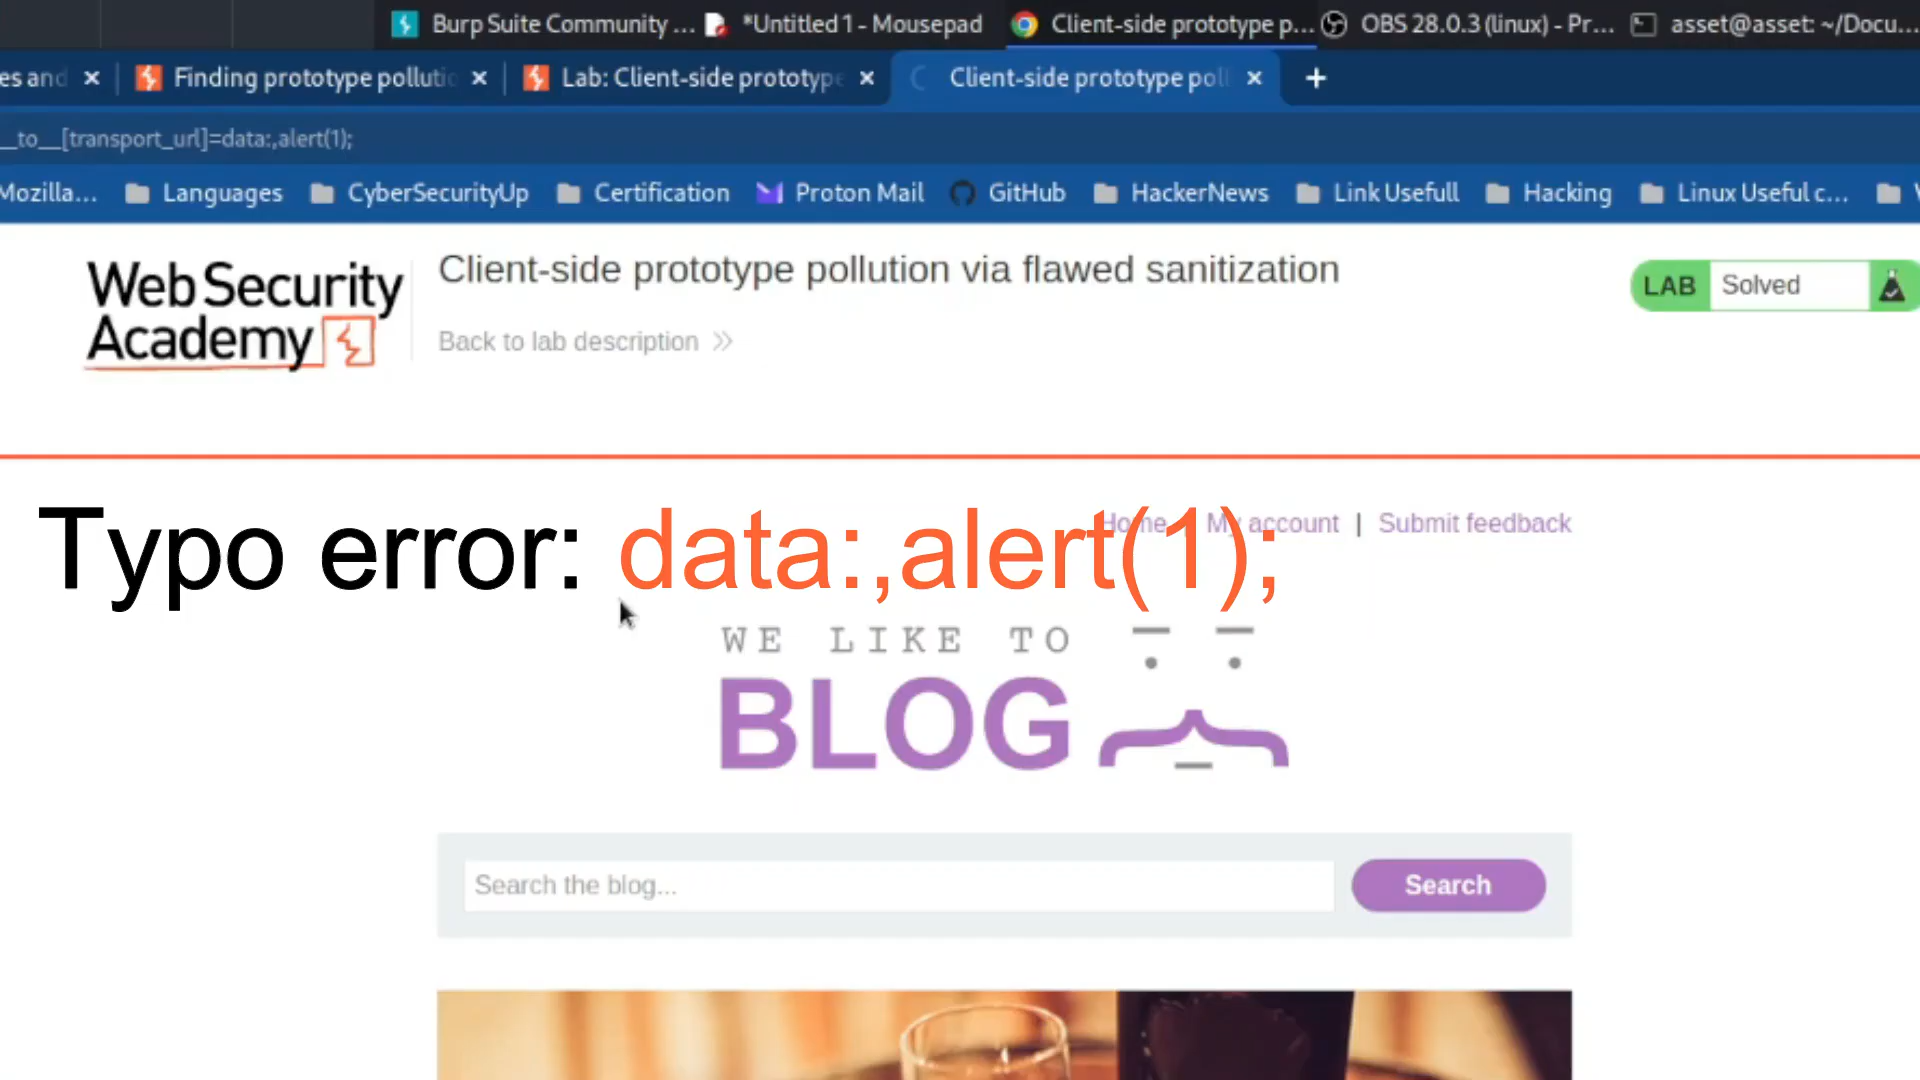 Burp Suite Community ... *Untitled 1 - Mousepad Client-side prototype p... OBS 28.0.3 (linux) - Pr... asset@asset: ~/Docu...
es and Finding prototype pollutio Lab: Client-side prototype Client-side prototype poll
__to__[transport_url]=data:,alert(1);
Mozilla... Languages CyberSecurityUp Certification Proton Mail GitHub HackerNews Link Usefull Hacking Linux Useful c...
Web Security
Academy
Client-side prototype pollution via flawed sanitization
LAB Solved
Back to lab description
Home | My account | Submit feedback
Typo error: data:,alert(1);
WE LIKE TO
BLOG
Search the blog... Search